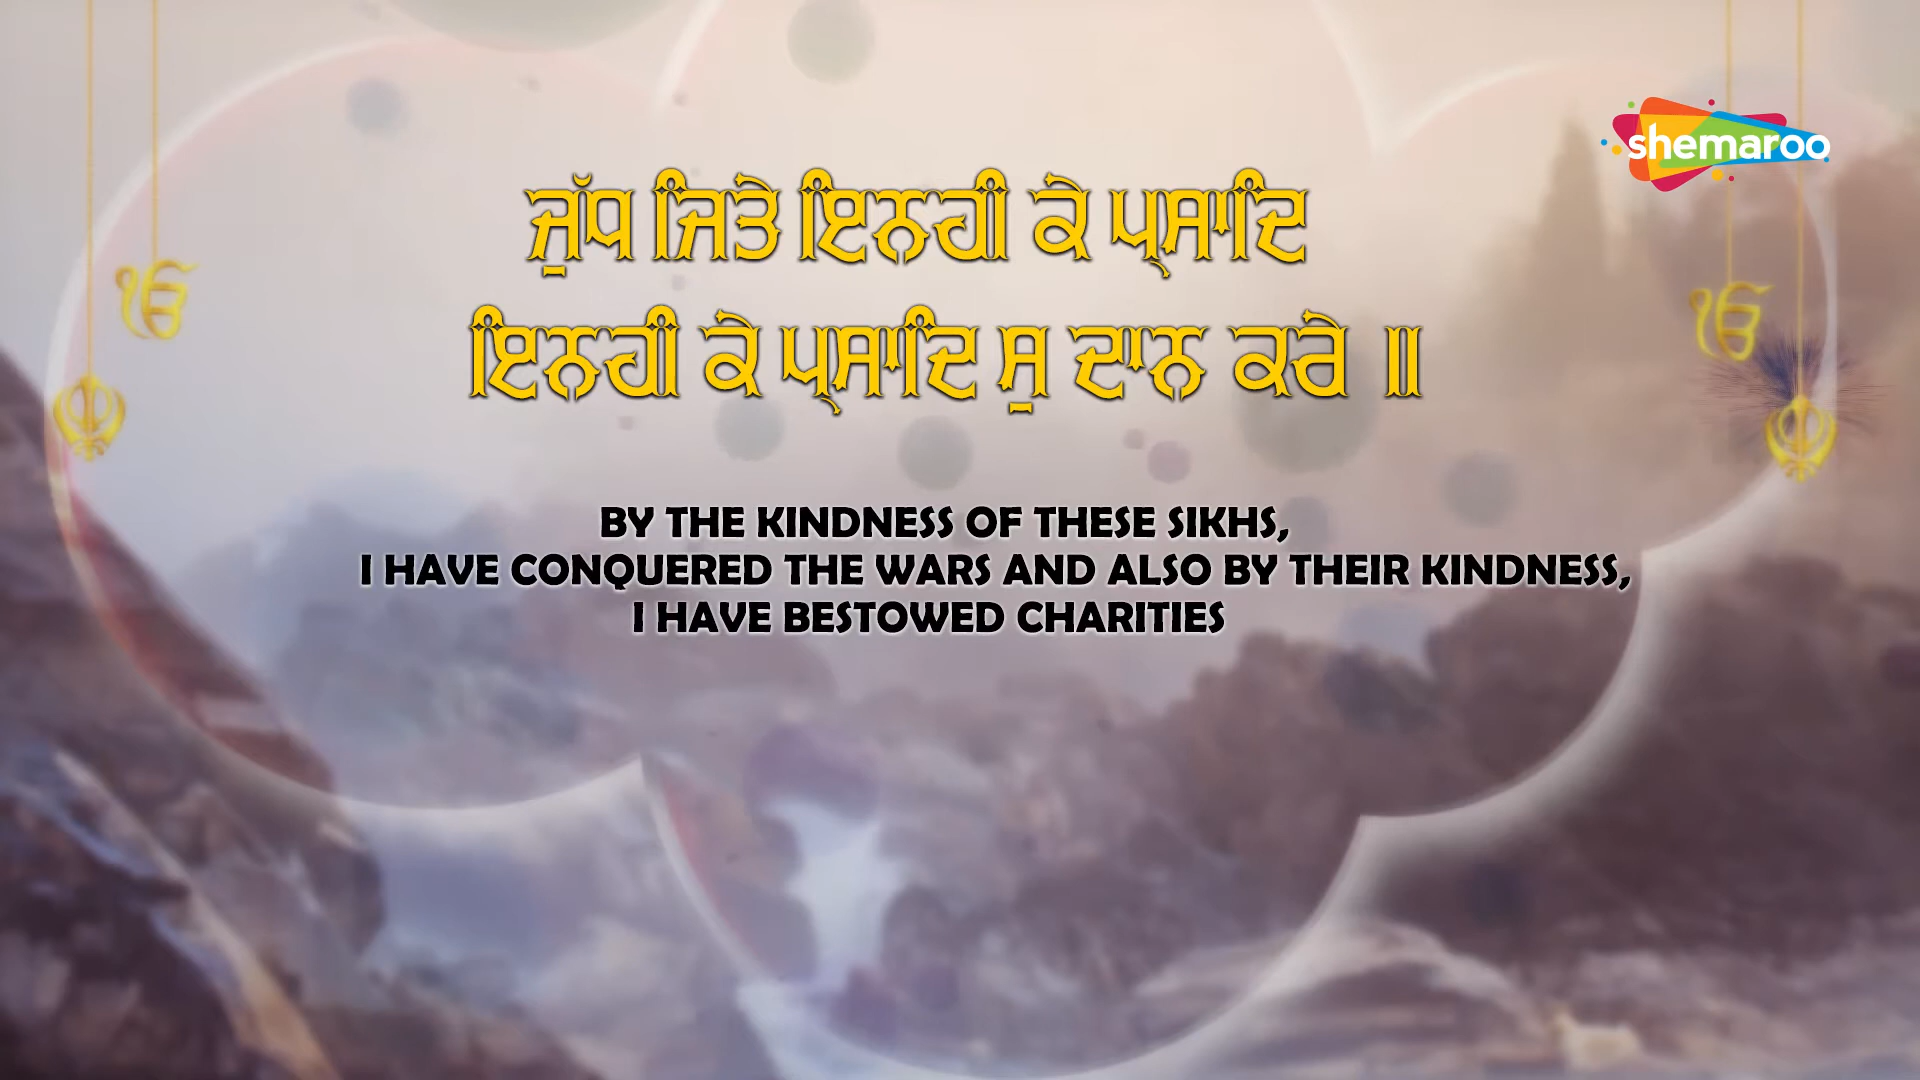 shemaroo
ਜੁੱਧ ਜਿਤੇ ਇਨਹੀ ਕੇ ਪ੍ਰਸਾਦਿ
ਇਨਹੀ ਕੇ ਪ੍ਰਸਾਦਿ ਸੁ ਦਾਨ ਕਰੇ ॥
BY THE KINDNESS OF THESE SIKHS,
I HAVE CONQUERED THE WARS AND ALSO BY THEIR KINDNESS,
I HAVE BESTOWED CHARITIES